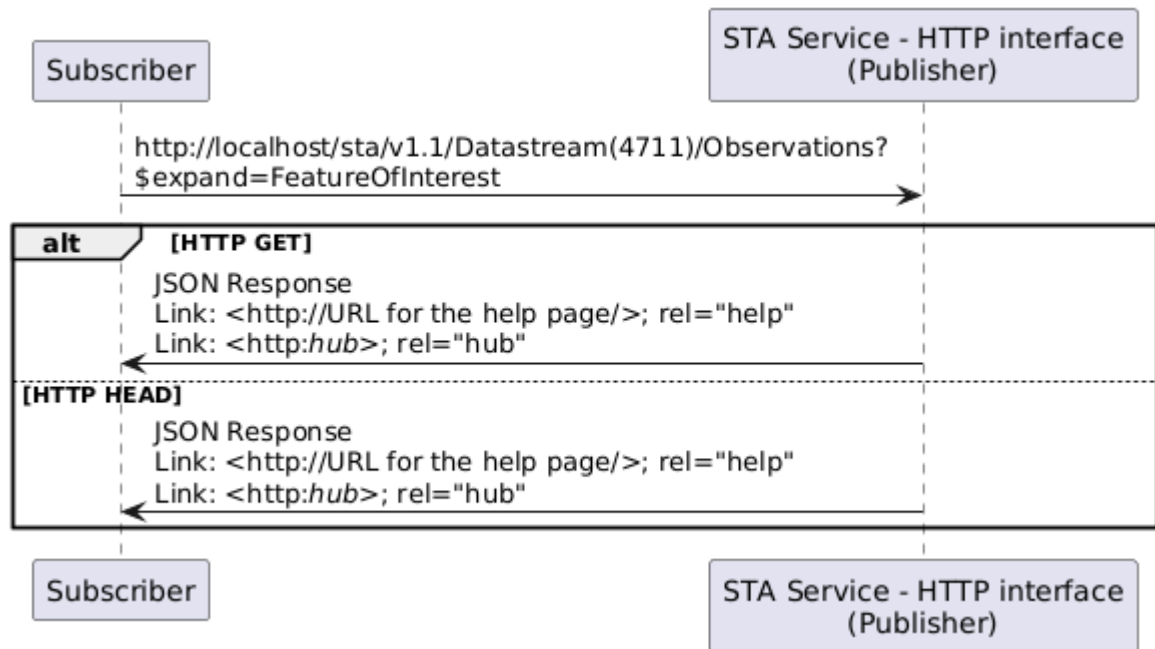 Subscriber
STA Service - HTTP interface
(Publisher)
http://localhost/sta/v1.1/Datastream(4711)/Observations?
$expand=FeatureOfInterest
alt
[HTTP GET]
JSON Response
Link: <http://URL for the help page/>; rel="help"
Link: <http:hub>; rel="hub"
[HTTP HEAD]
JSON Response
Link: <http://URL for the help page/>; rel="help"
Link: <http:hub>; rel="hub"
Subscriber
STA Service - HTTP interface
(Publisher)